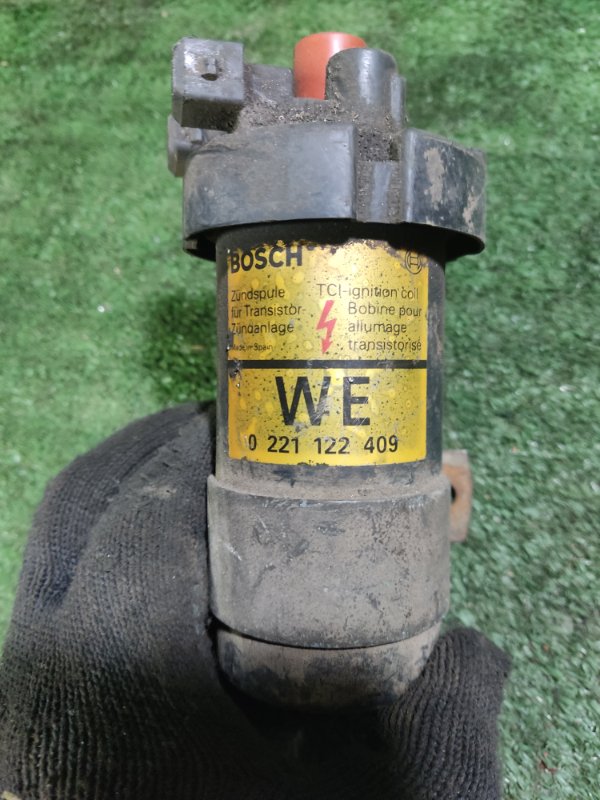 BOSCH
Zündspule
für Transistor-
Zündanlage
Made in Spain
TCI-ignition coil
Bobine pour
allumage
transistorisé
WE
0 221 122 409